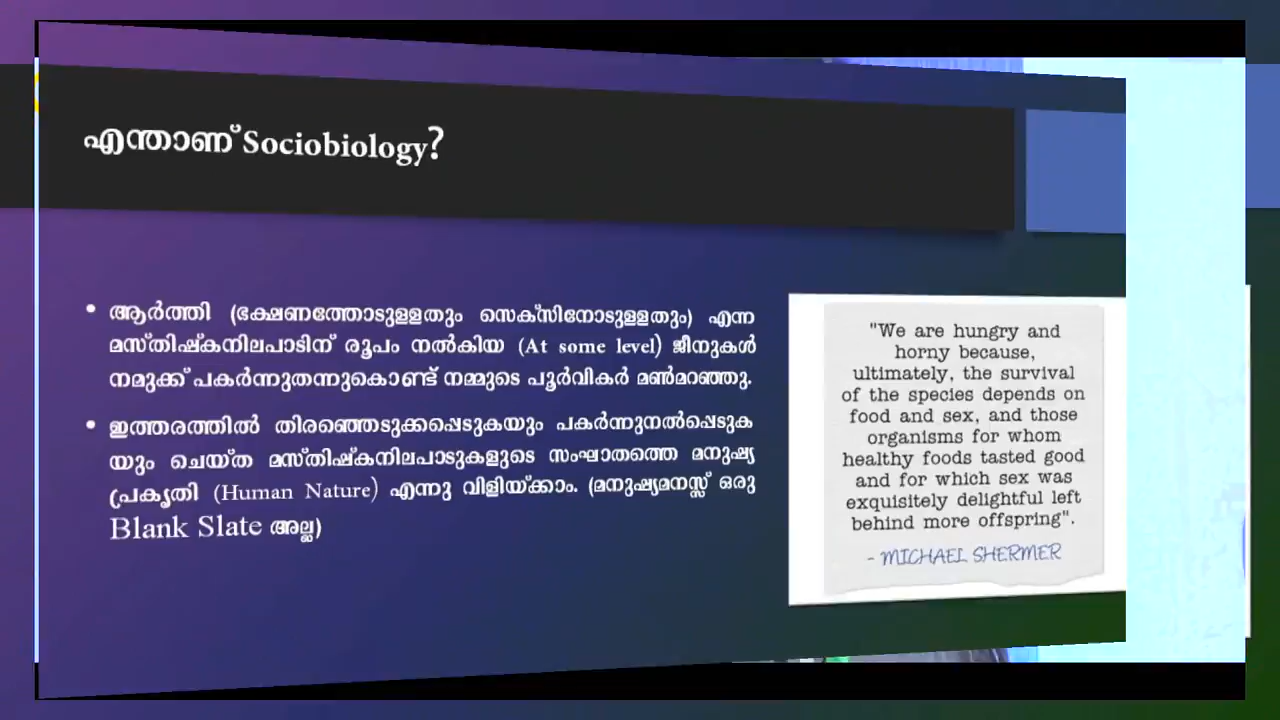 എന്താണ് Sociobiology?
• ആർത്തി (ഭക്ഷണത്തോടുള്ളതും സെക്സിനോടുള്ളതും) എന്ന
മസ്തിഷ്കനിലപാടിന് രൂപം നൽകിയ (At some level) ജീനുകൾ
നമുക്ക് പകർന്നുതന്നുകൊണ്ട് നമ്മുടെ പൂർവികർ മൺമറഞ്ഞു.
• ഇത്തരത്തിൽ തിരഞ്ഞെടുക്കപ്പെടുകയും പകർന്നുനൽപ്പെടുക
യും ചെയ്ത മസ്തിഷ്കനിലപാടുകളുടെ സംഘാതത്തെ മനുഷ്യ
പ്രകൃതി (Human Nature) എന്നു വിളിയ്ക്കാം. (മനുഷ്യമനസ്സ് ഒരു
Blank Slate അല്ല)
"We are hungry and
horny because,
ultimately, the survival
of the species depends on
food and sex, and those
organisms for whom
healthy foods tasted good
and for which sex was
exquisitely delightful left
behind more offspring".
- MICHAEL SHERMER